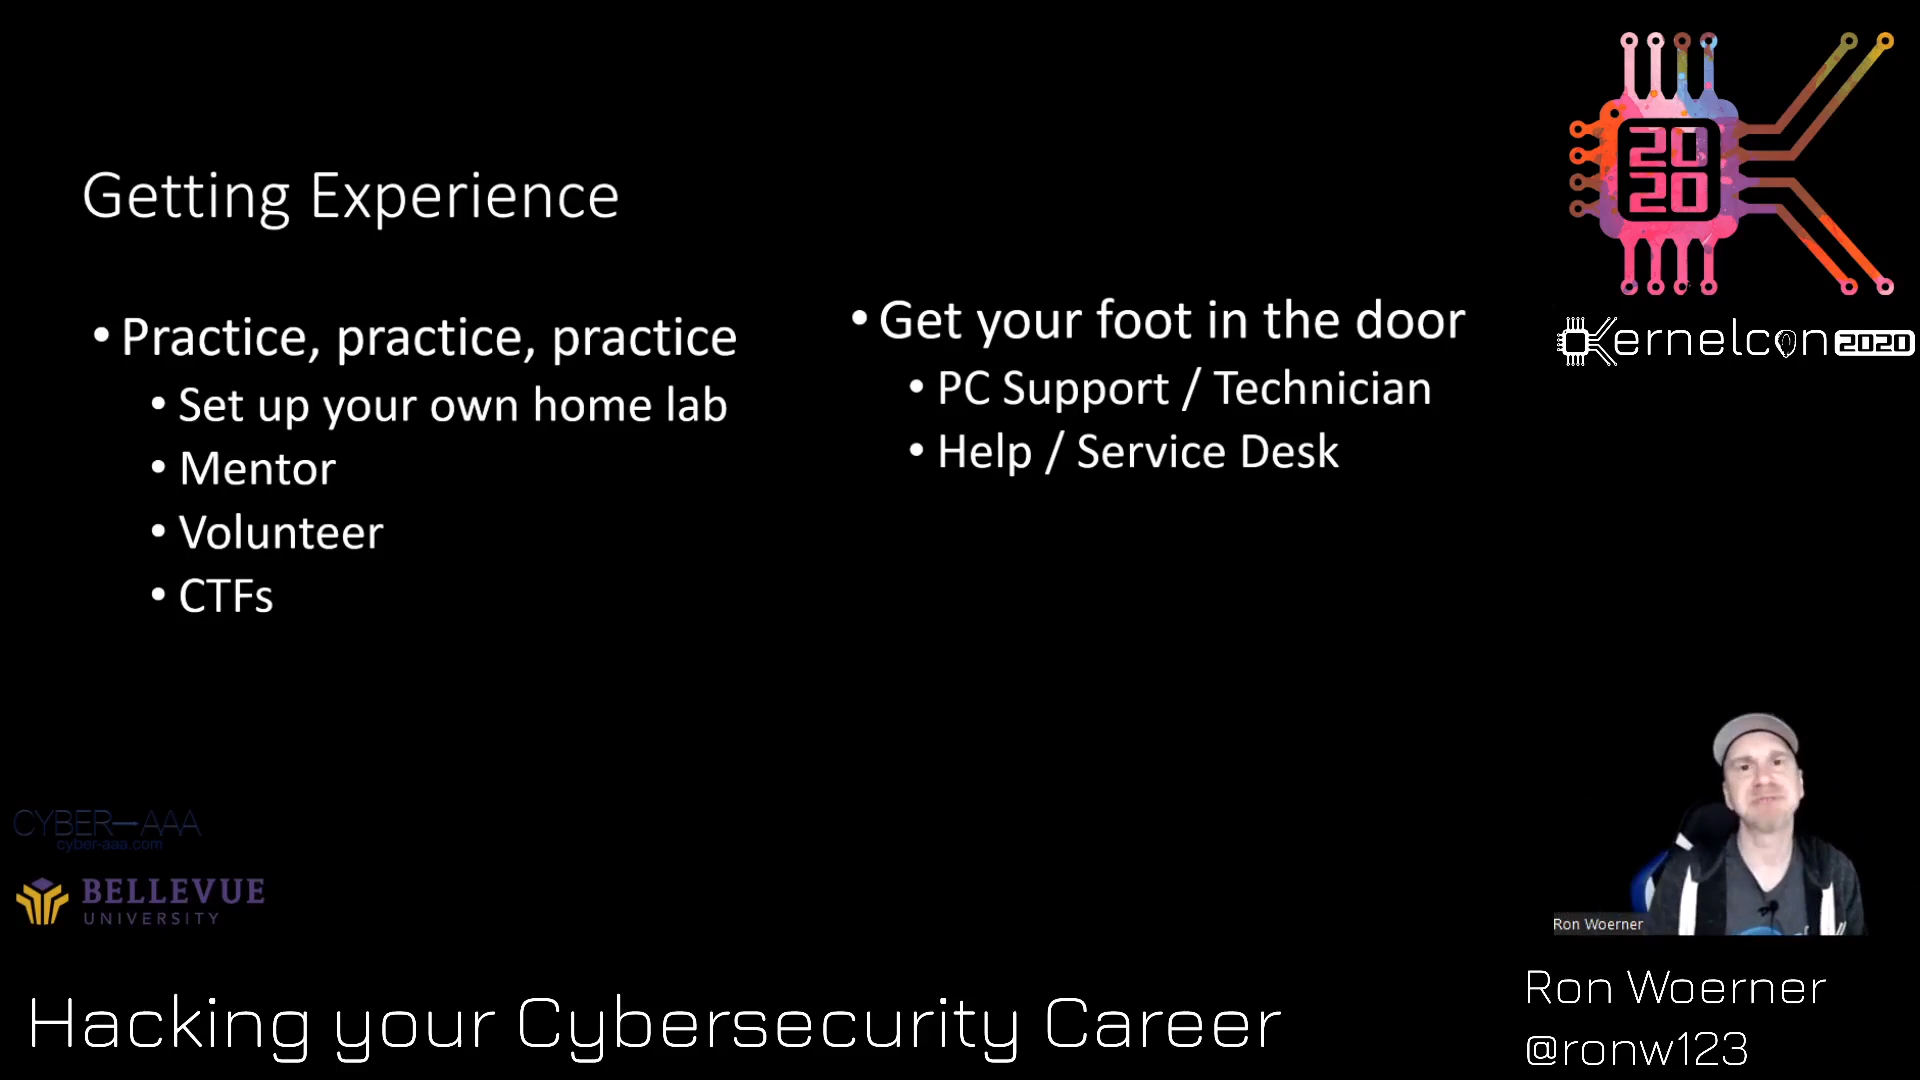 Getting Experience
• Practice, practice, practice
• Set up your own home lab
• Mentor
• Volunteer
• CTFs
• Get your foot in the door
• PC Support / Technician
• Help / Service Desk
20
20
Kernelcon 2020
CYBER-AAA
cyber-aaa.com
BELLEVUE
UNIVERSITY
Ron Woerner
Hacking your Cybersecurity Career
Ron Woerner
@ronw123